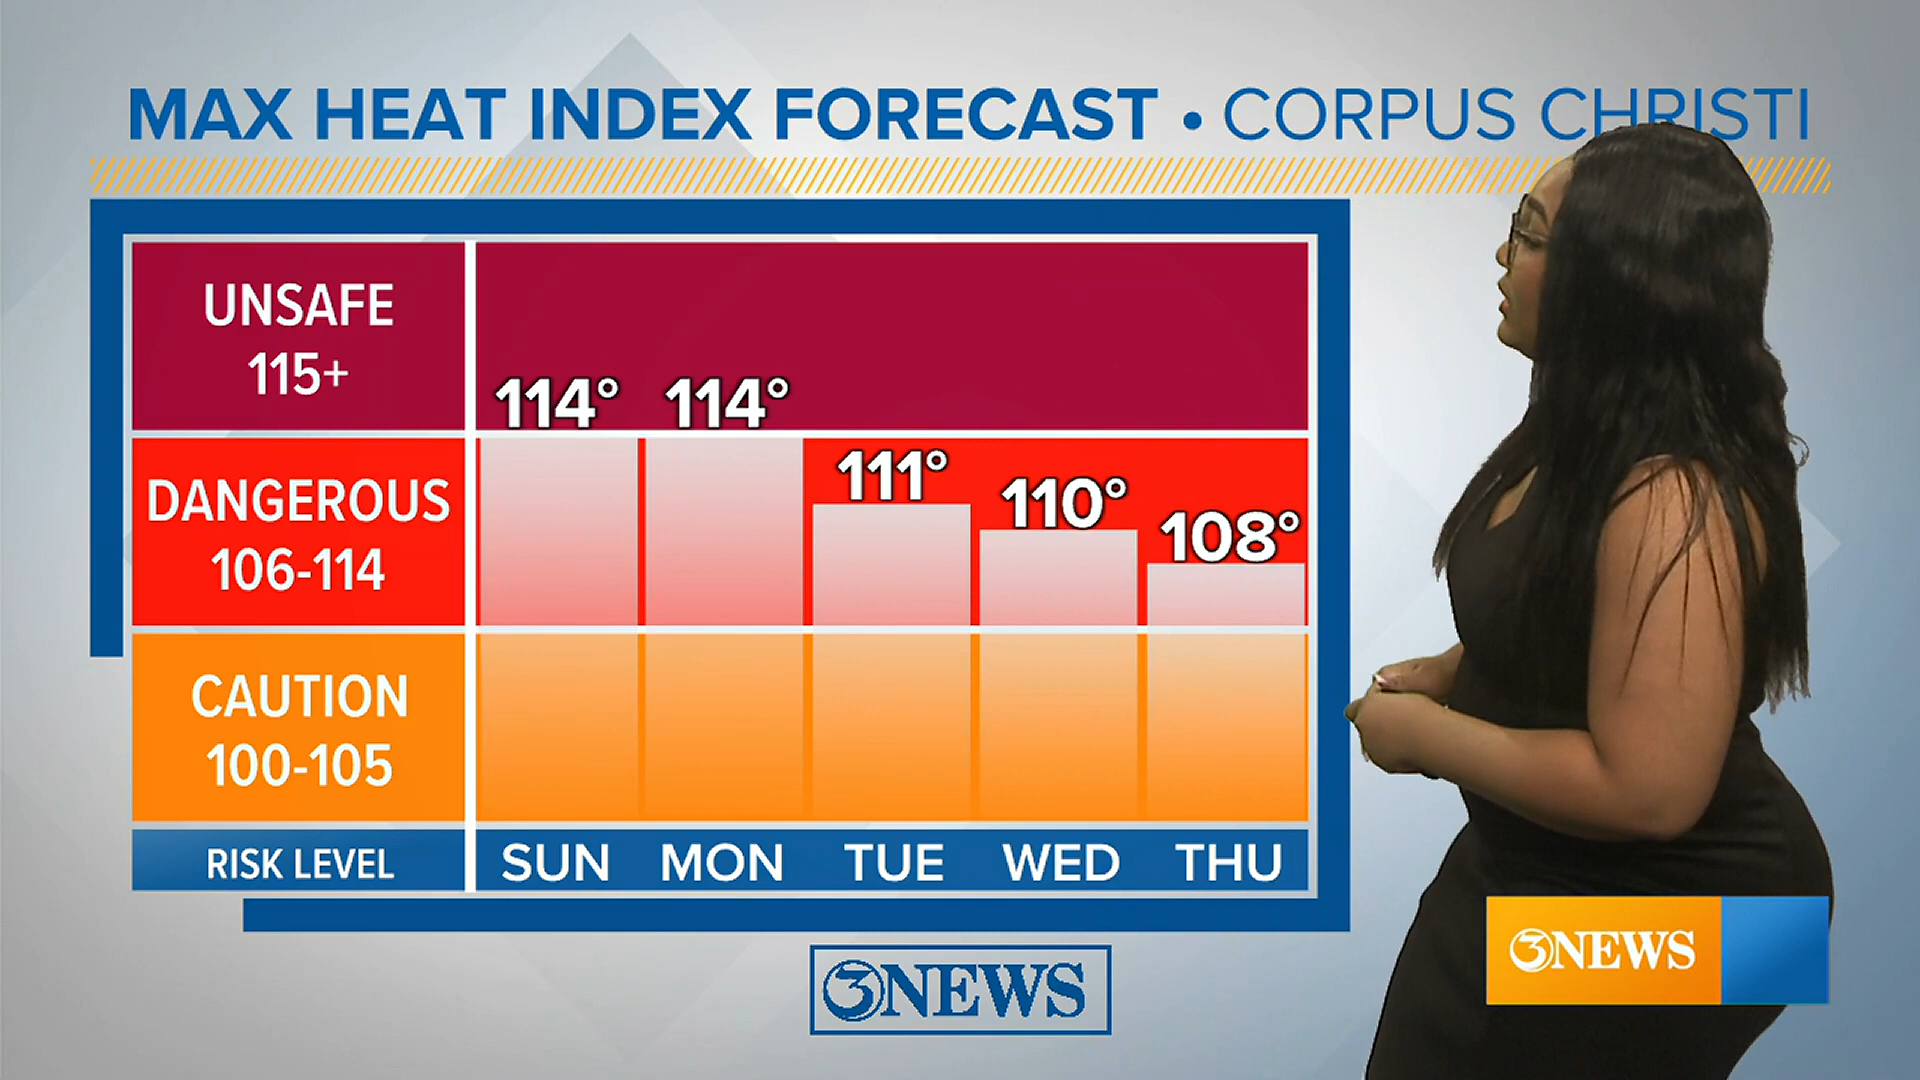 MAX HEAT INDEX FORECAST • CORPUS CHRISTI
UNSAFE
115+
114° 114°
DANGEROUS
106-114
111° 110° 108°
CAUTION
100-105
RISK LEVEL SUN MON TUE WED THU
3NEWS
3NEWS